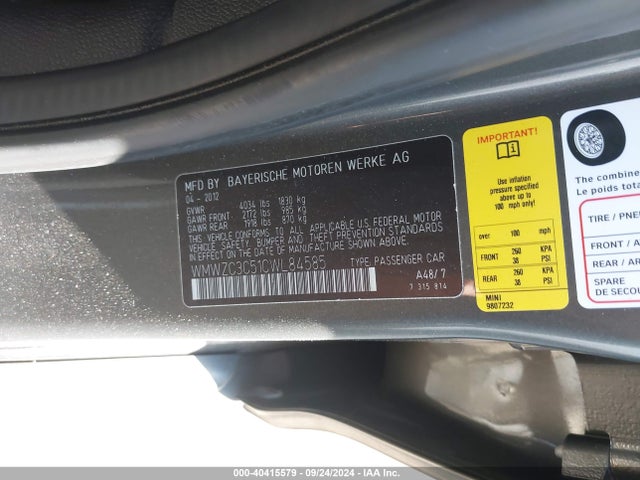 MFD BY BAYERISCHE MOTOREN WERKE AG
04 - 2012
GVWR 4034 lbs 1830 kg
GAWR FRONT 2172 lbs 985 kg
GAWR REAR 1918 lbs 870 kg
THIS VEHICLE CONFORMS TO ALL APPLICABLE U.S. FEDERAL MOTOR
VEHICLE SAFETY, BUMPER AND THEFT PREVENTION STANDARDS
IN EFFECT ON THE DATE OF MANUFACTURE SHOWN ABOVE.
WMWZC3C51CWL84585 TYPE: PASSENGER CAR
A48/ 7
7 315 814
IMPORTANT!
Use inflation
pressure
specified
for up to
100 mph only!
over 100 mph
FRONT 260 KPA
38 PSI
REAR 260 KPA
38 PSI
MINI
9807232
The combined
Le poids total
TIRE / PNE
FRONT /
REAR / AR
SPARE
DE SECOU
000-40415579 - 09/24/2024 - IAA Inc.